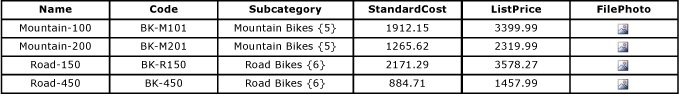 Name Code Subcategory StandardCost ListPrice FilePhoto
Mountain-100 BK-M101 Mountain Bikes {5} 1912.15 3399.99
Mountain-200 BK-M201 Mountain Bikes {5} 1265.62 2319.99
Road-150 BK-R150 Road Bikes {6} 2171.29 3578.27
Road-450 BK-450 Road Bikes {6} 884.71 1457.99